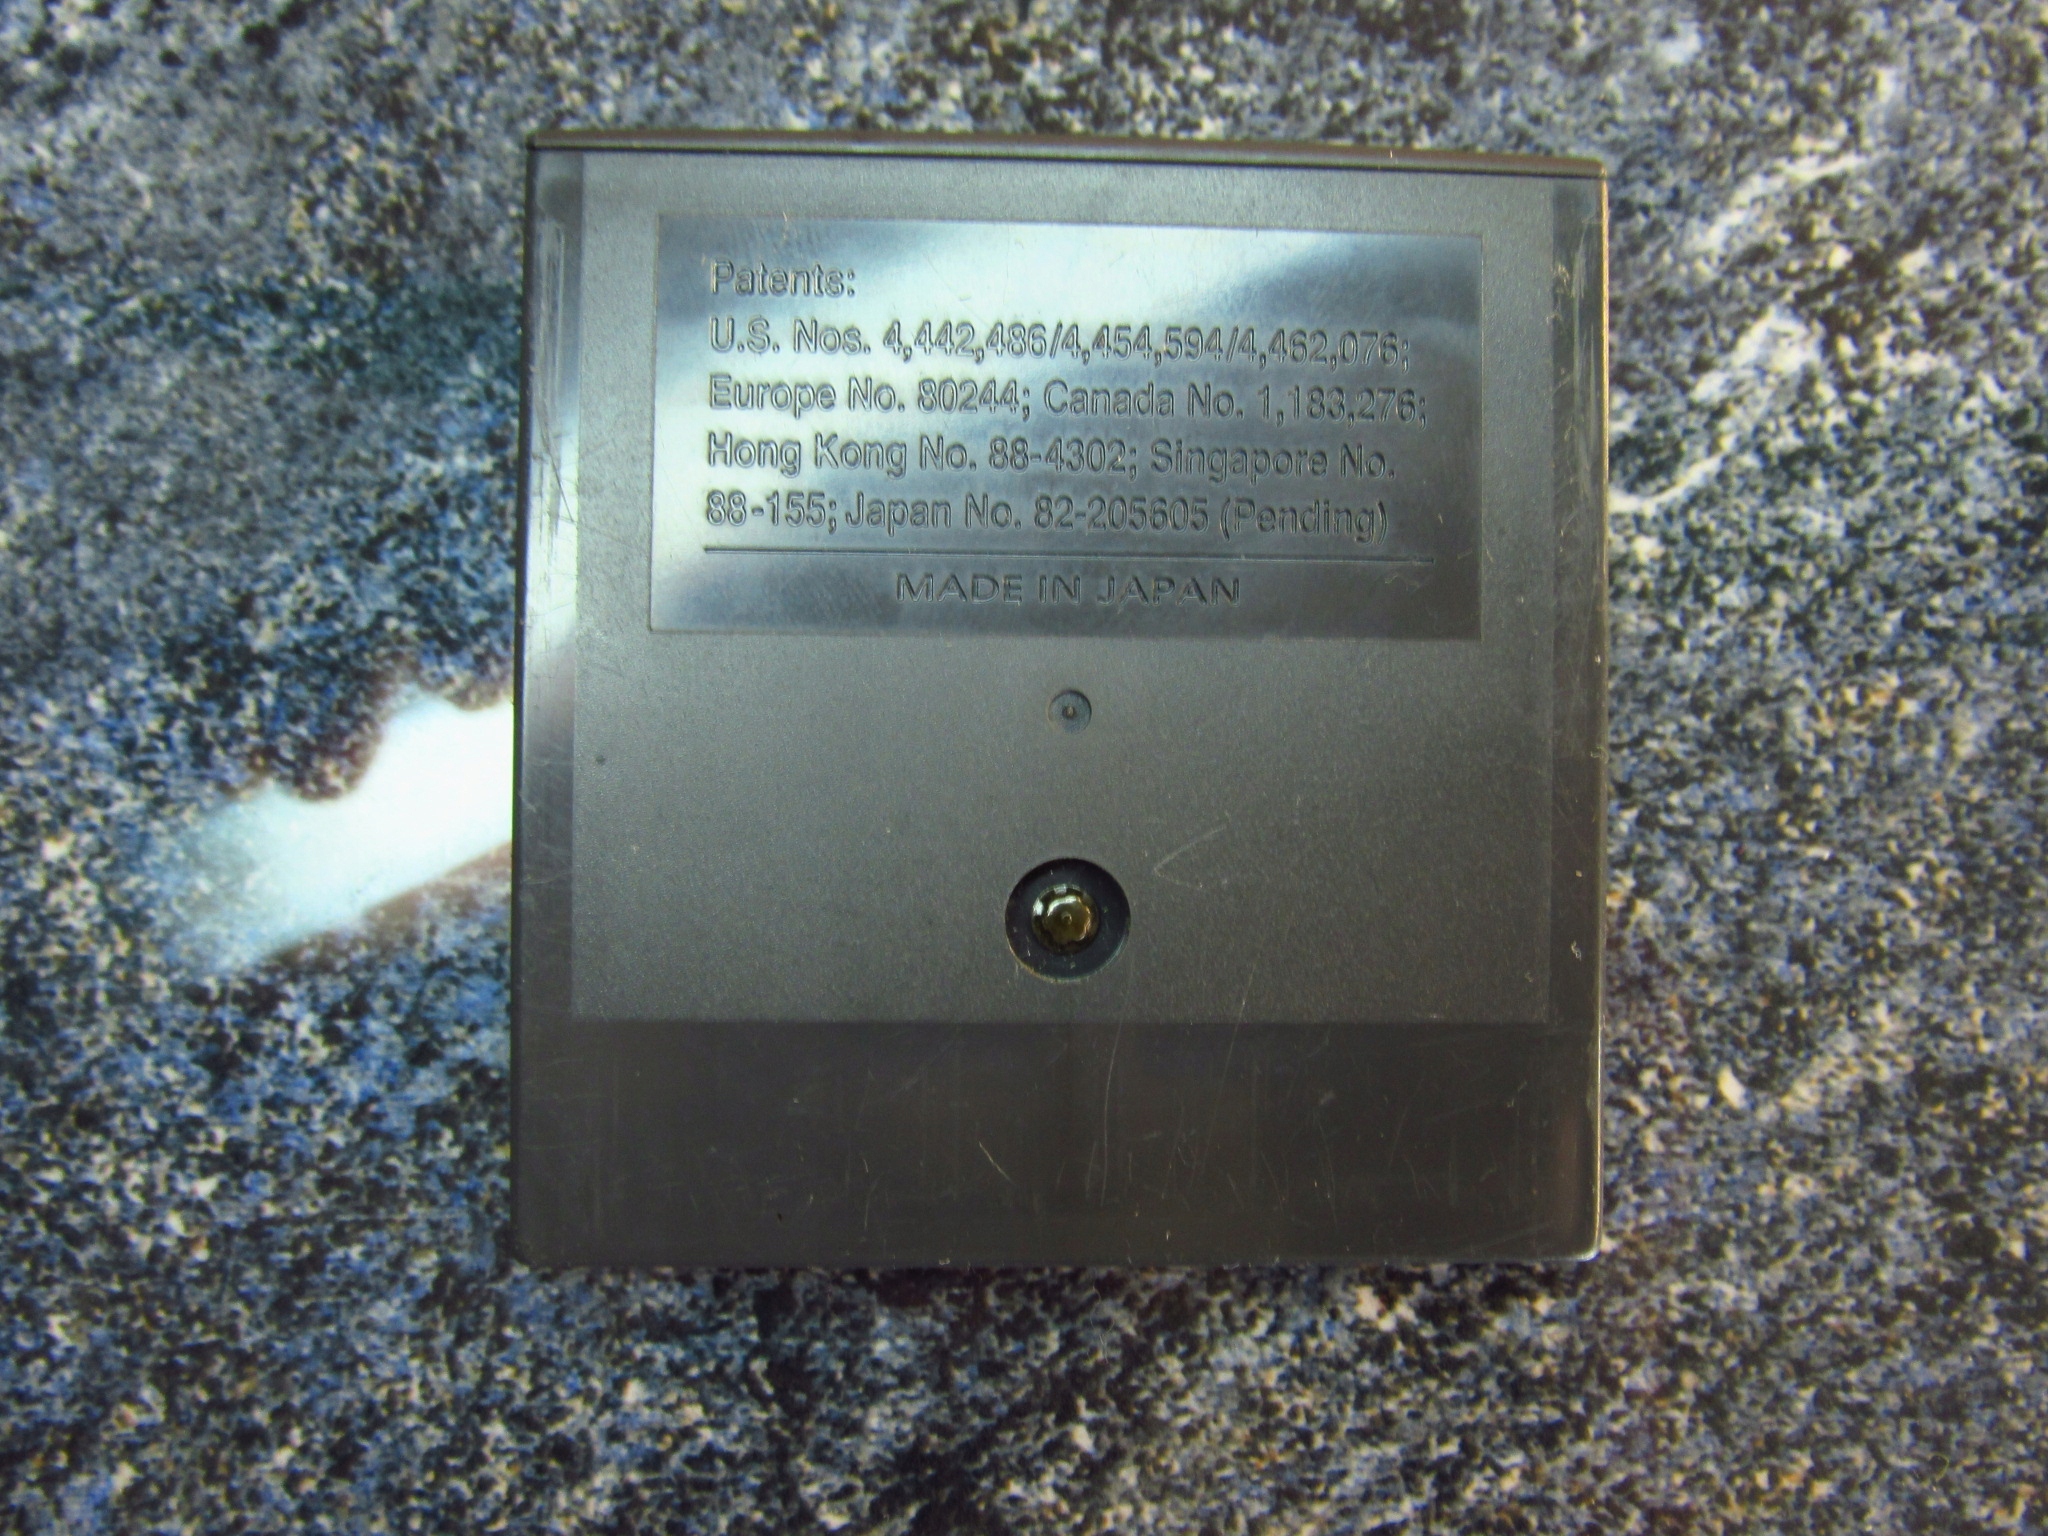 Patents:
U.S. Nos. 4,442,486/4,454,594/4,462,076;
Europe No. 80244; Canada No. 1,183,276;
Hong Kong No. 88-4302; Singapore No.
88-155; Japan No. 82-205605 (Pending)
MADE IN JAPAN